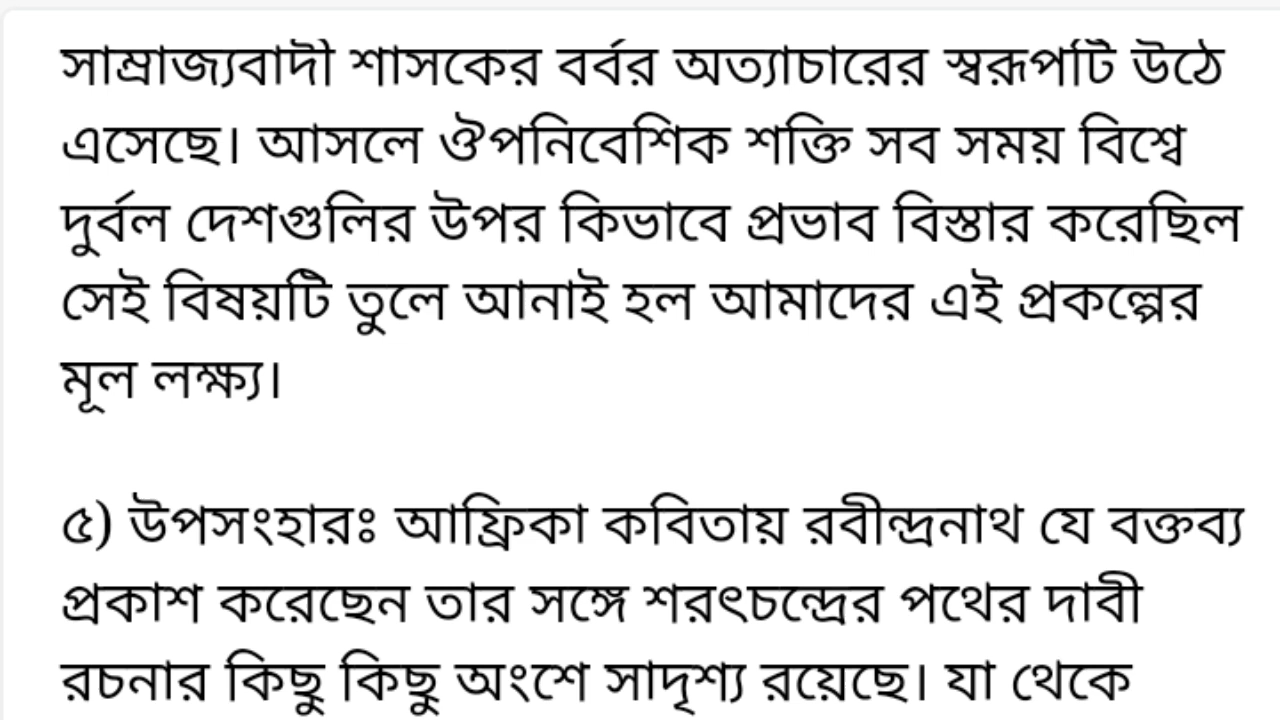 সাম্রাজ্যবাদী শাসকের বর্বর অত্যাচারের স্বরূপটি উঠে
এসেছে। আসলে ঔপনিবেশিক শক্তি সব সময় বিশ্বে
দুর্বল দেশগুলির উপর কিভাবে প্রভাব বিস্তার করেছিল
সেই বিষয়টি তুলে আনাই হল আমাদের এই প্রকল্পের
মূল লক্ষ্য।
৫) উপসংহারঃ আফ্রিকা কবিতায় রবীন্দ্রনাথ যে বক্তব্য
প্রকাশ করেছেন তার সঙ্গে শরৎচন্দ্রের পথের দাবী
রচনার কিছু কিছু অংশে সাদৃশ্য রয়েছে। যা থেকে